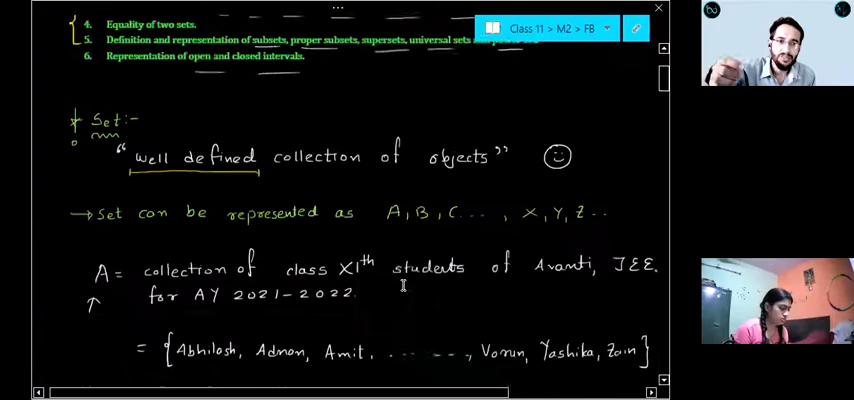 4. Equality of two sets.
Class 11 > M2 > FB
5. Definition and representation of subsets, proper subsets, supersets, universal sets
6. Representation of open and closed intervals.
* Set:-
"well defined collection of objects"
→ Set can be represented as A, B, C...., X, Y, Z..
A = collection of class XIth students of Avanti, JEE.
for AY 2021-2022.
= {Abhilash, Adnan, Amit, ........, Varun, Yashika, Zain}